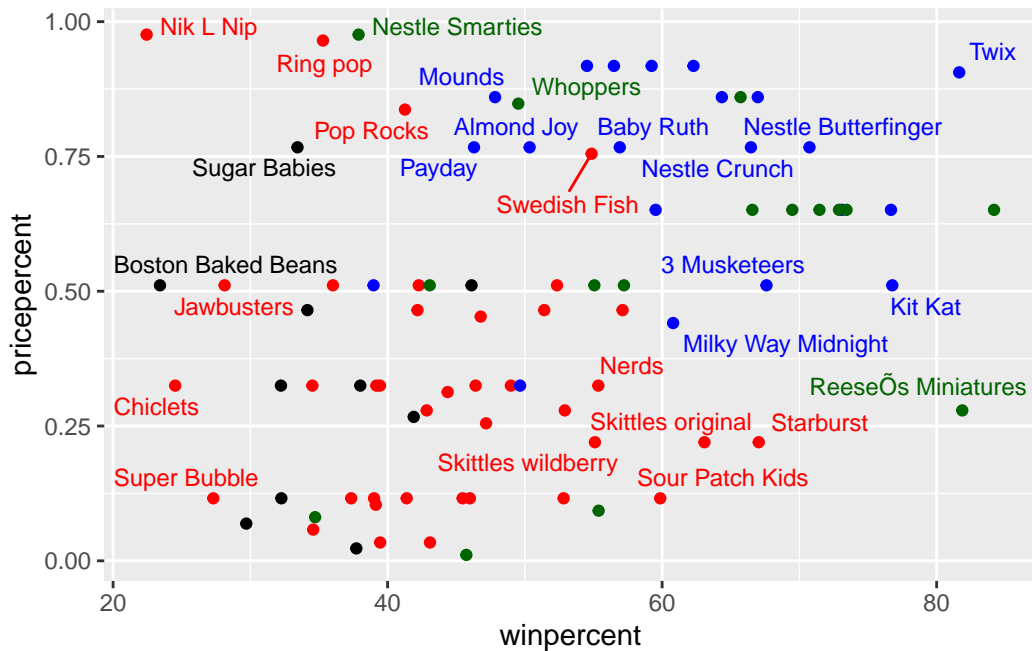 1.00
Nik L Nip
Nestle Smarties
Ring pop
Twix
Mounds
Whoppers
Pop Rocks
Almond Joy
Baby Ruth
Nestle Butterfinger
0.75
Sugar Babies
Payday
Nestle Crunch
Swedish Fish
Boston Baked Beans
3 Musketeers
0.50
Jawbusters
Kit Kat
Milky Way Midnight
Nerds
Chiclets
ReeseÕs Miniatures
0.25
Skittles original
Starburst
Skittles wildberry
Super Bubble
Sour Patch Kids
0.00
20
40
60
80
winpercent
pricepercent